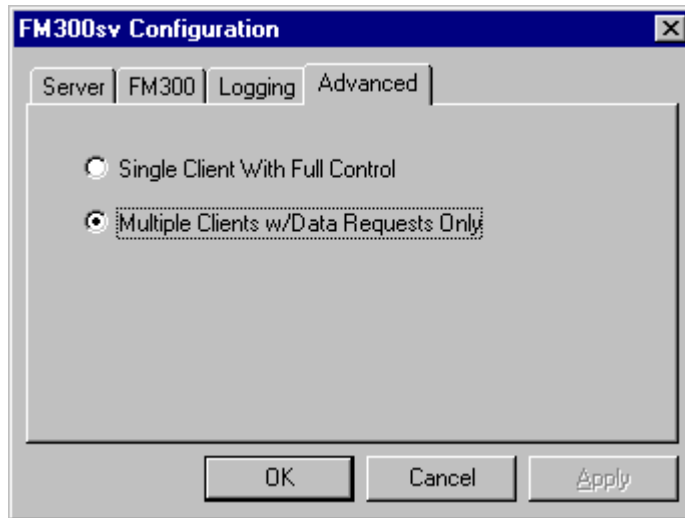 FM300sv Configuration
Server FM300 Logging Advanced
Single Client With Full Control
Multiple Clients w/Data Requests Only
OK Cancel Apply